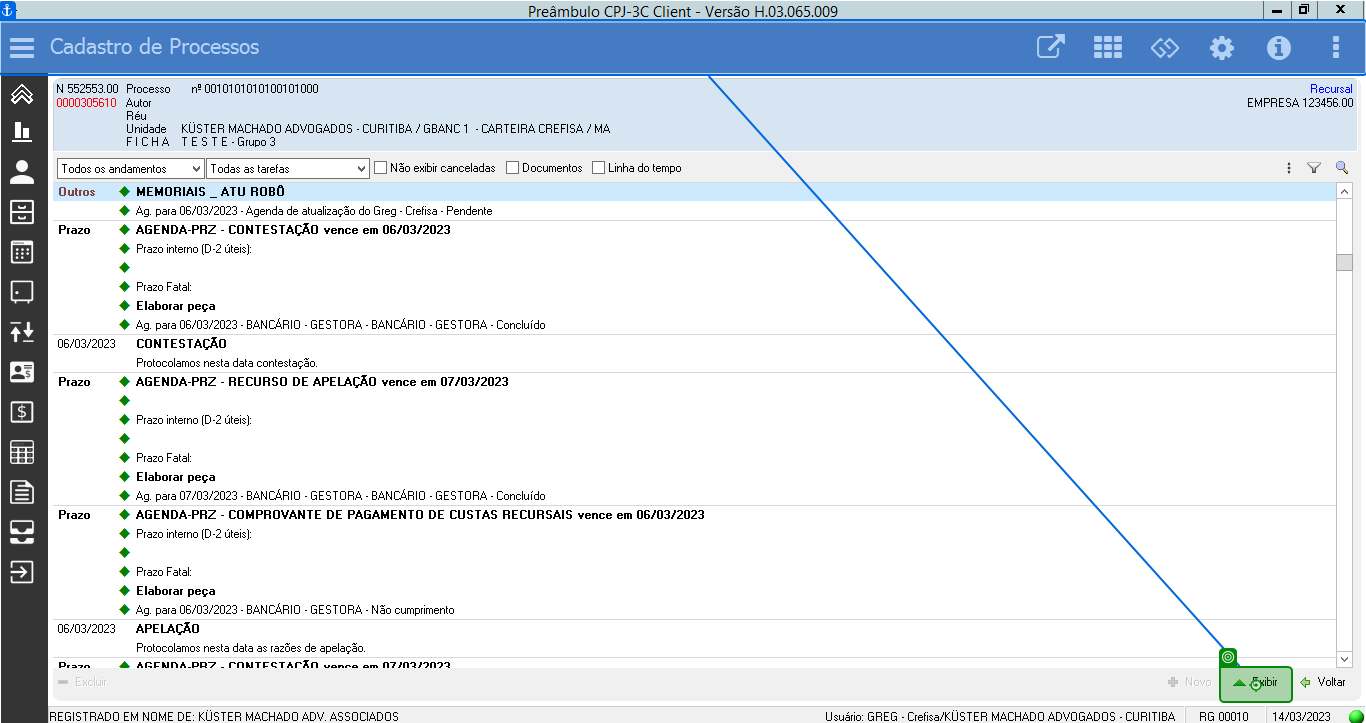 Preâmbulo CPJ-3C Client - Versão H.03.065.009
Cadastro de Processos
N 552553.00 Processo nº 0010101010100101000 Recursal
0000305610 Autor EMPRESA 123456.00
Réu
Unidade KÜSTER MACHADO ADVOGADOS - CURITIBA / GBANC 1 - CARTEIRA CREFISA / MA
F I C H A T E S T E - Grupo 3
Todos os andamentos Todas as tarefas Não exibir canceladas Documentos Linha do tempo
Outros MEMORIAIS _ ATU ROBÔ
Ag. para 06/03/2023 - Agenda de atualização do Greg - Crefisa - Pendente
Prazo AGENDA-PRZ - CONTESTAÇÃO vence em 06/03/2023
Prazo interno (D-2 úteis):
Prazo Fatal:
Elaborar peça
Ag. para 06/03/2023 - BANCÁRIO - GESTORA - BANCÁRIO - GESTORA - Concluído
06/03/2023 CONTESTAÇÃO
Protocolamos nesta data contestação.
Prazo AGENDA-PRZ - RECURSO DE APELAÇÃO vence em 07/03/2023
Prazo interno (D-2 úteis):
Prazo Fatal:
Elaborar peça
Ag. para 07/03/2023 - BANCÁRIO - GESTORA - BANCÁRIO - GESTORA - Concluído
Prazo AGENDA-PRZ - COMPROVANTE DE PAGAMENTO DE CUSTAS RECURSAIS vence em 06/03/2023
Prazo interno (D-2 úteis):
Prazo Fatal:
Elaborar peça
Ag. para 06/03/2023 - BANCÁRIO - GESTORA - Não cumprimento
06/03/2023 APELAÇÃO
Protocolamos nesta data as razões de apelação.
Prazo AGENDA-PRZ - CONTESTAÇÃO vence em 06/03/2023
Excluir Novo Exibir Voltar
REGISTRADO EM NOME DE: KÜSTER MACHADO ADV. ASSOCIADOS Usuário: GREG - Crefisa/KÜSTER MACHADO ADVOGADOS - CURITIBA RG 00010 14/03/2023